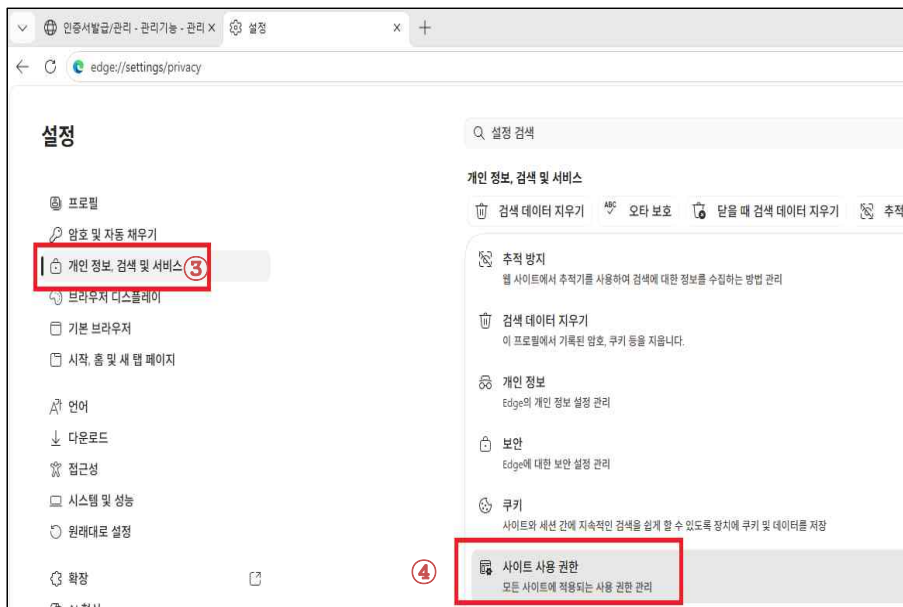 인증서발급/관리 - 관리기능 - 관리
설정
edge://settings/privacy
설정
프로필
암호 및 자동 채우기
개인 정보, 검색 및 서비스 ③
브라우저 디스플레이
기본 브라우저
시작, 홈 및 새 탭 페이지
언어
다운로드
접근성
시스템 및 성능
원래대로 설정
확장
설정 검색
개인 정보, 검색 및 서비스
검색 데이터 지우기 ABC 오타 보호 닫을 때 검색 데이터 지우기 추적
추적 방지
웹 사이트에서 추적기를 사용하여 검색에 대한 정보를 수집하는 방법 관리
검색 데이터 지우기
이 프로필에서 기록된 암호, 쿠키 등을 지웁니다.
개인 정보
Edge의 개인 정보 설정 관리
보안
Edge에 대한 보안 설정 관리
쿠키
사이트와 세션 간에 지속적인 검색을 쉽게 할 수 있도록 장치에 쿠키 및 데이터를 저장
④ 사이트 사용 권한
모든 사이트에 적용되는 사용 권한 관리